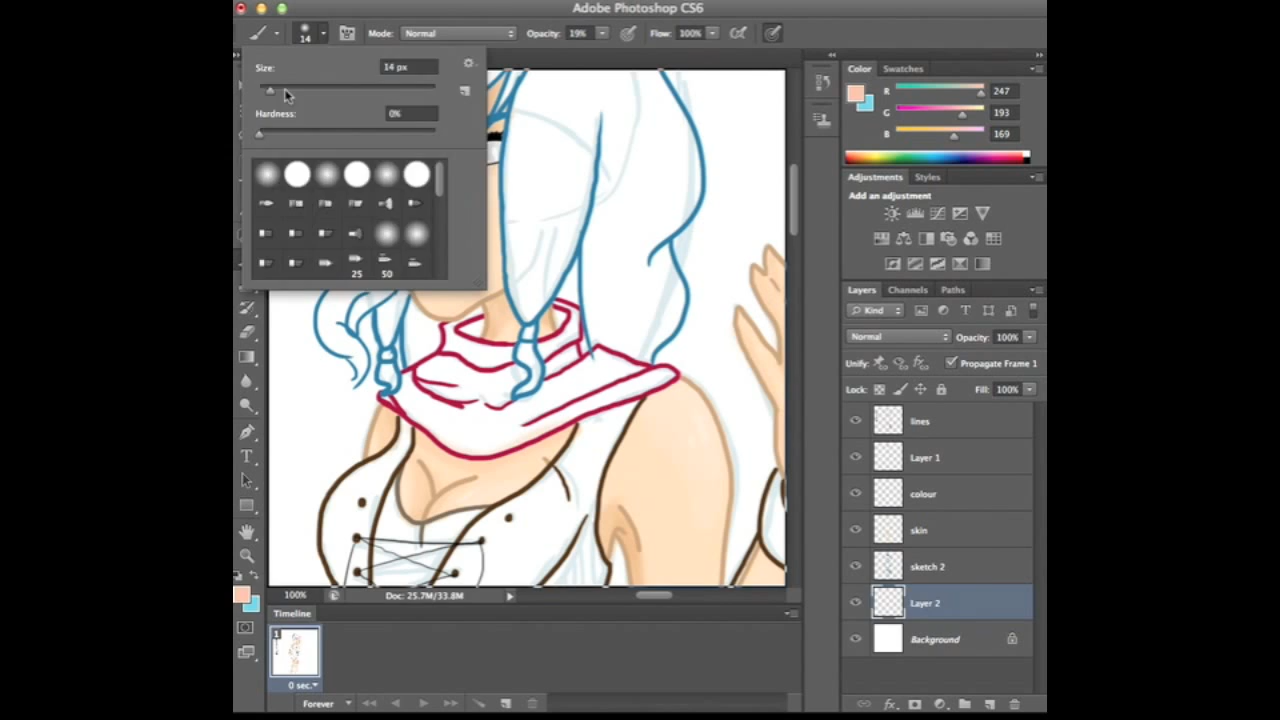 Adobe Photoshop CS6
14 Mode: Normal Opacity: 19% Flow: 100%
Size: 14 px
Hardness: 0%
25 50
Color Swatches
R 247
G 193
B 169
Adjustments Styles
Add an adjustment
Layers Channels Paths
Kind
Normal Opacity: 100%
Unify: Propagate Frame 1
Lock: Fill: 100%
lines
Layer 1
colour
skin
sketch 2
Layer 2
Background
100% Doc: 25.7M/33.8M
Timeline
1
0 sec.
Forever